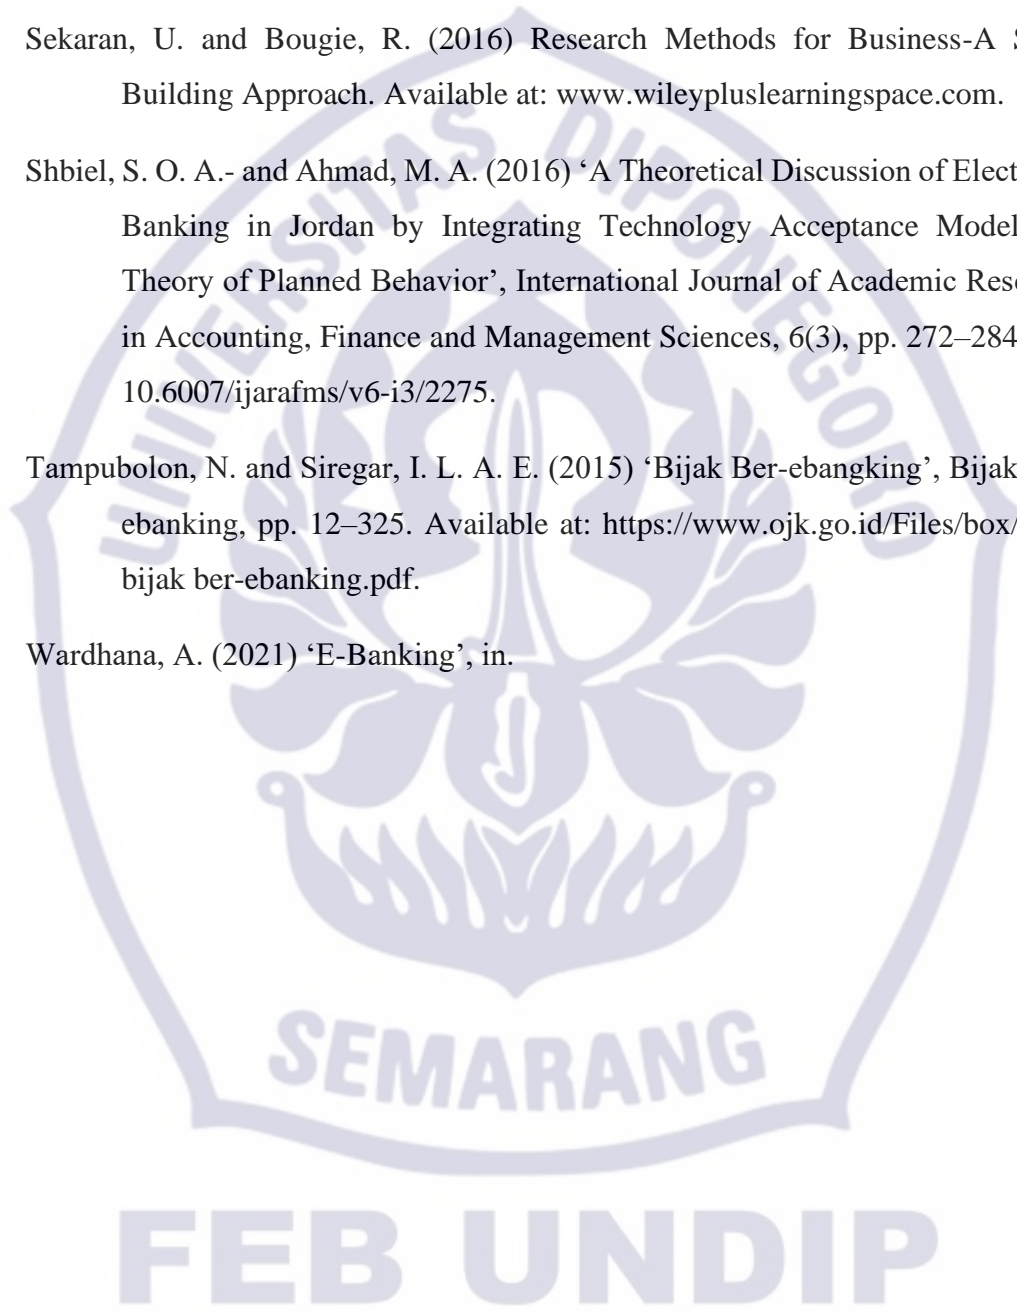 Sekaran, U. and Bougie, R. (2016) Research Methods for Business-A
Building Approach. Available at: www.wileypluslearningspace.com.
Shbiel, S. O. A.- and Ahmad, M. A. (2016) ‘A Theoretical Discussion of
Banking in Jordan by Integrating Technology Acceptance Model
Theory of Planned Behavior’, International Journal of Academic
in Accounting, Finance and Management Sciences, 6(3), pp. 272–284
10.6007/ijarafms/v6-i3/2275.
Tampubolon, N. and Siregar, I. L. A. E. (2015) ‘Bijak Ber-ebangking’, Bijak
ebanking, pp. 12–325. Available at: https://www.ojk.go.id/Files/box/
bijak ber-ebanking.pdf.
Wardhana, A. (2021) ‘E-Banking’, in.
UNIVERSITAS DIPONEGORO
SEMARANG
FEB UNDIP